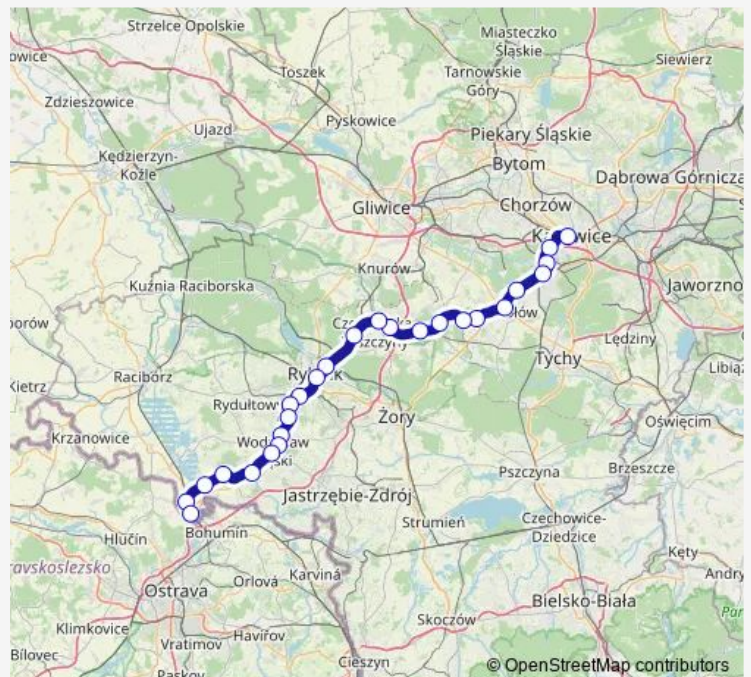 Strzelce Opolskie
Miasteczko
Śląskie
Siewierz
owice
Toszek
Tarnowskie
Góry
Zdzieszowice
Pyskowice
Ujazd
Piekary Śląskie
Kędzierzyn-
Koźle
Bytom
Dąbrowa Górnicza
Gliwice
Chorzów
Knurów
Kuźnia Raciborska
Jaworzno
orów
Lędziny
Tychy
Racibórz
Libiąż
Kietrz
Rydułtowy
Żory
Oświęcim
Krzanowice
Pszczyna
Brzeszcze
Jastrzębie-Zdrój
Strumień
Czechowice-
Dziedzice
Hlučín
Bohumín
Kęty
ravskoslezsko
Orlová
Karviná
Andry
Ostrava
Bielsko-Biała
Klimkovice
Havířov
Skoczów
Vratimov
Bílovec
Cieszyn
Paskov
© OpenStreetMap contributors